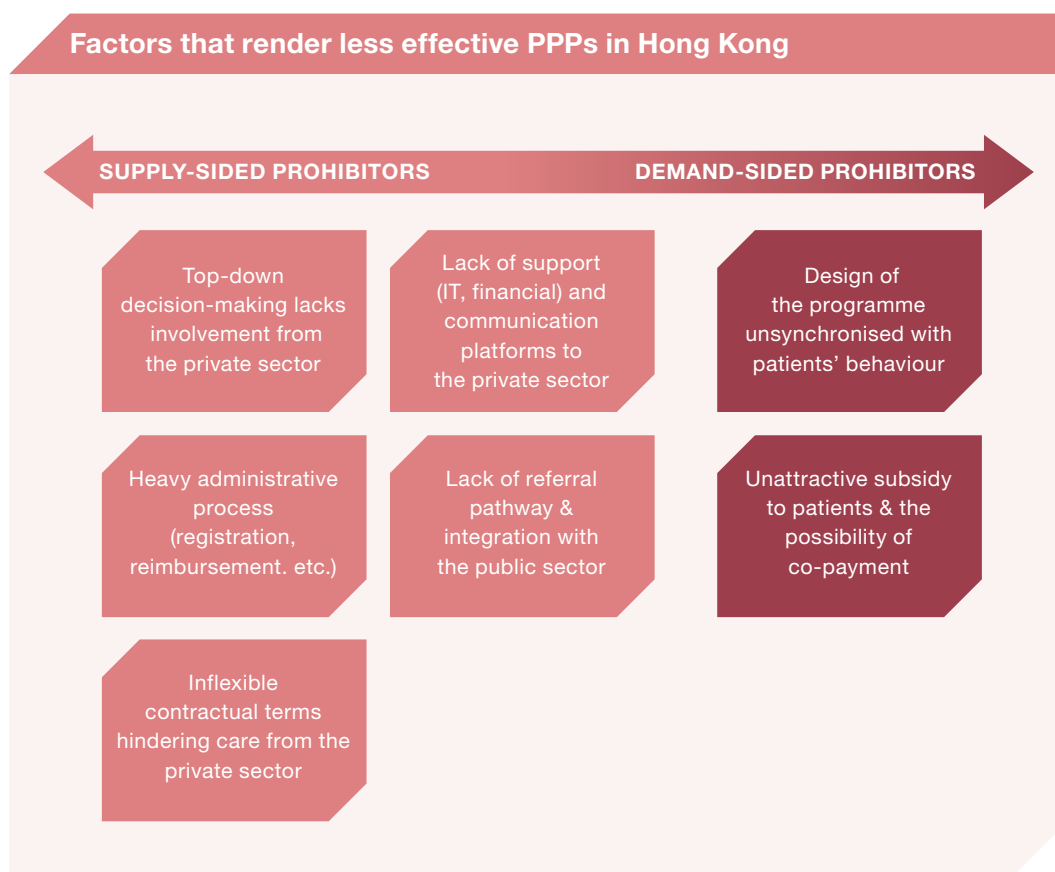 Factors that render less effective PPPs in Hong Kong
SUPPLY-SIDED PROHIBITORS
DEMAND-SIDED PROHIBITORS
Top-down
decision-making lacks
involvement from
the private sector
Lack of support
(IT, financial) and
communication
platforms to
the private sector
Design of
the programme
unsynchronised with
patients’ behaviour
Heavy administrative
process
(registration,
reimbursement. etc.)
Lack of referral
pathway &
integration with
the public sector
Unattractive subsidy
to patients & the
possibility of
co-payment
Inflexible
contractual terms
hindering care from the
private sector